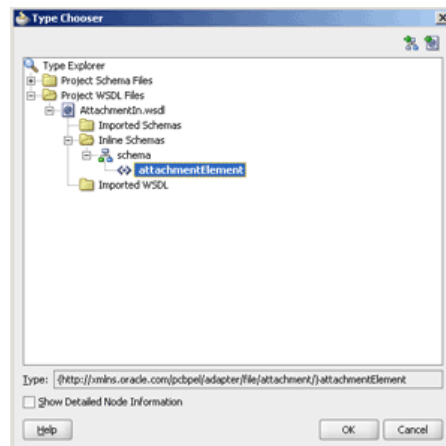 Type Chooser
Type Explorer
Project Schema Files
Project WSDL Files
AttachmentIn.wsdl
Imported Schemas
Inline Schemas
schema
attachmentElement
Imported WSDL
Type: {http://xmlns.oracle.com/pcbpel/adapter/file/attachment/}attachmentElement
Show Detailed Node Information
Help OK Cancel